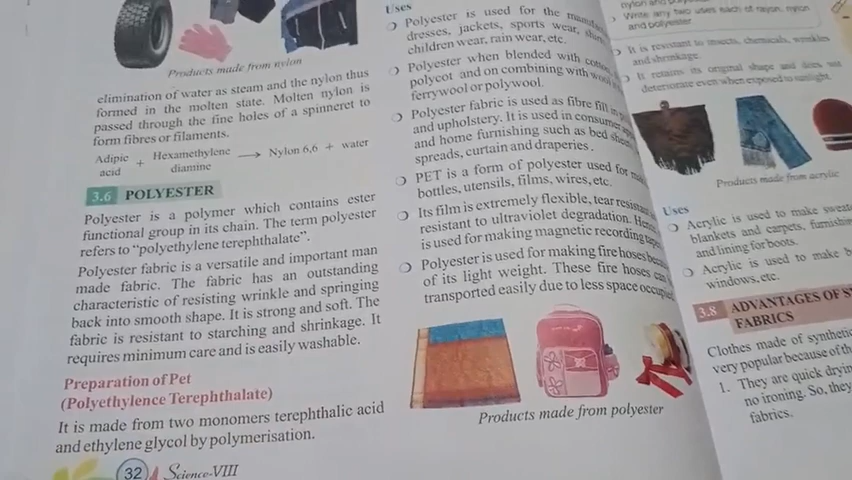 Products made from nylon
elimination of water as steam and the nylon thus
formed in the molten state. Molten nylon is
passed through the fine holes of a spinneret to
form fibres or filaments.
Adipic acid + Hexamethylene diamine → Nylon 6,6 + water
3.6 POLYESTER
Polyester is a polymer which contains ester
functional group in its chain. The term polyester
refers to "polyethylene terephthalate".
Polyester fabric is a versatile and important man
made fabric. The fabric has an outstanding
characteristic of resisting wrinkle and springing
back into smooth shape. It is strong and soft. The
fabric is resistant to starching and shrinkage. It
requires minimum care and is easily washable.
Preparation of Pet
(Polyethylence Terephthalate)
It is made from two monomers terephthalic acid
and ethylene glycol by polymerisation.
32 Science-VIII
Uses
Polyester is used for the
dresses, jackets, sports wear,
children wear, rain wear, etc.
Polyester when blended with
polycot and on combining with
ferrywool or polywool.
Polyester fabric is used as fibre fill in
and upholstery. It is used in consumer
and home furnishing such as bed
spreads, curtain and draperies.
PET is a form of polyester used for
bottles, utensils, films, wires, etc.
Its film is extremely flexible, tear resistant
resistant to ultraviolet degradation.
is used for making magnetic recording
Polyester is used for making fire hoses
of its light weight. These fire hoses can
transported easily due to less space
Products made from polyester
Write any two uses each of rayon, nylon
and polyester.
It is resistant to insects, chemicals, wrinkles
and shrinkage.
It retains its original shape and does not
deteriorate even when exposed to sunlight.
Products made from acrylic
Uses
Acrylic is used to make
blankets and carpets,
and lining for boots.
Acrylic is used to make
windows, etc.
3.8 ADVANTAGES OF
FABRICS
Clothes made of
very popular because of
1. They are quick
no ironing. So, they
fabrics.